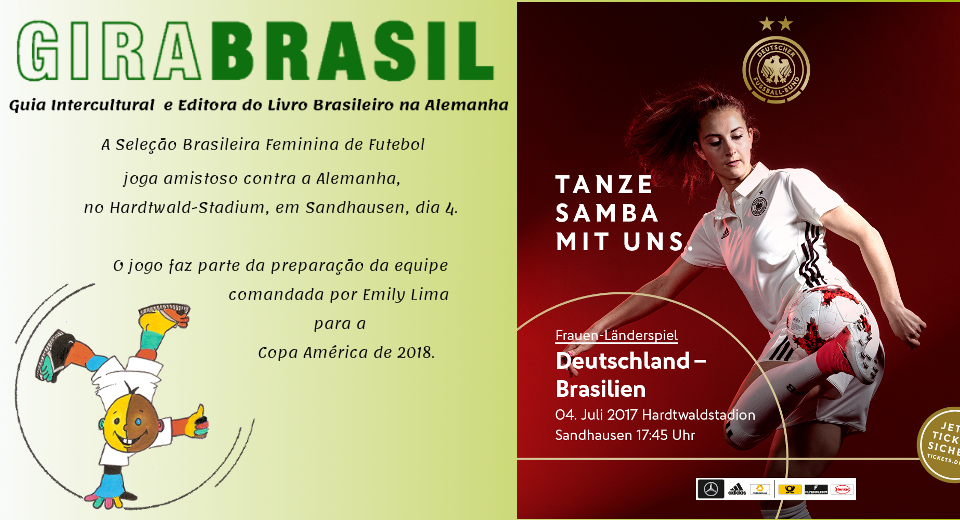 GIRABRASIL
Guia Intercultural e Editora do Livro Brasileiro na Alemanha
A Seleção Brasileira Feminina de Futebol
joga amistoso contra a Alemanha,
no Hardtwald-Stadium, em Sandhausen, dia 4.
O jogo faz parte da preparação da equipe
comandada por Emily Lima
para a
Copa América de 2018.
DEUTSCHER
FUSSBALL-BUND
TANZE
SAMBA
MIT UNS.
Frauen-Länderspiel
Deutschland –
Brasilien
04. Juli 2017 Hardtwaldstadion
Sandhausen 17:45 Uhr
adidas